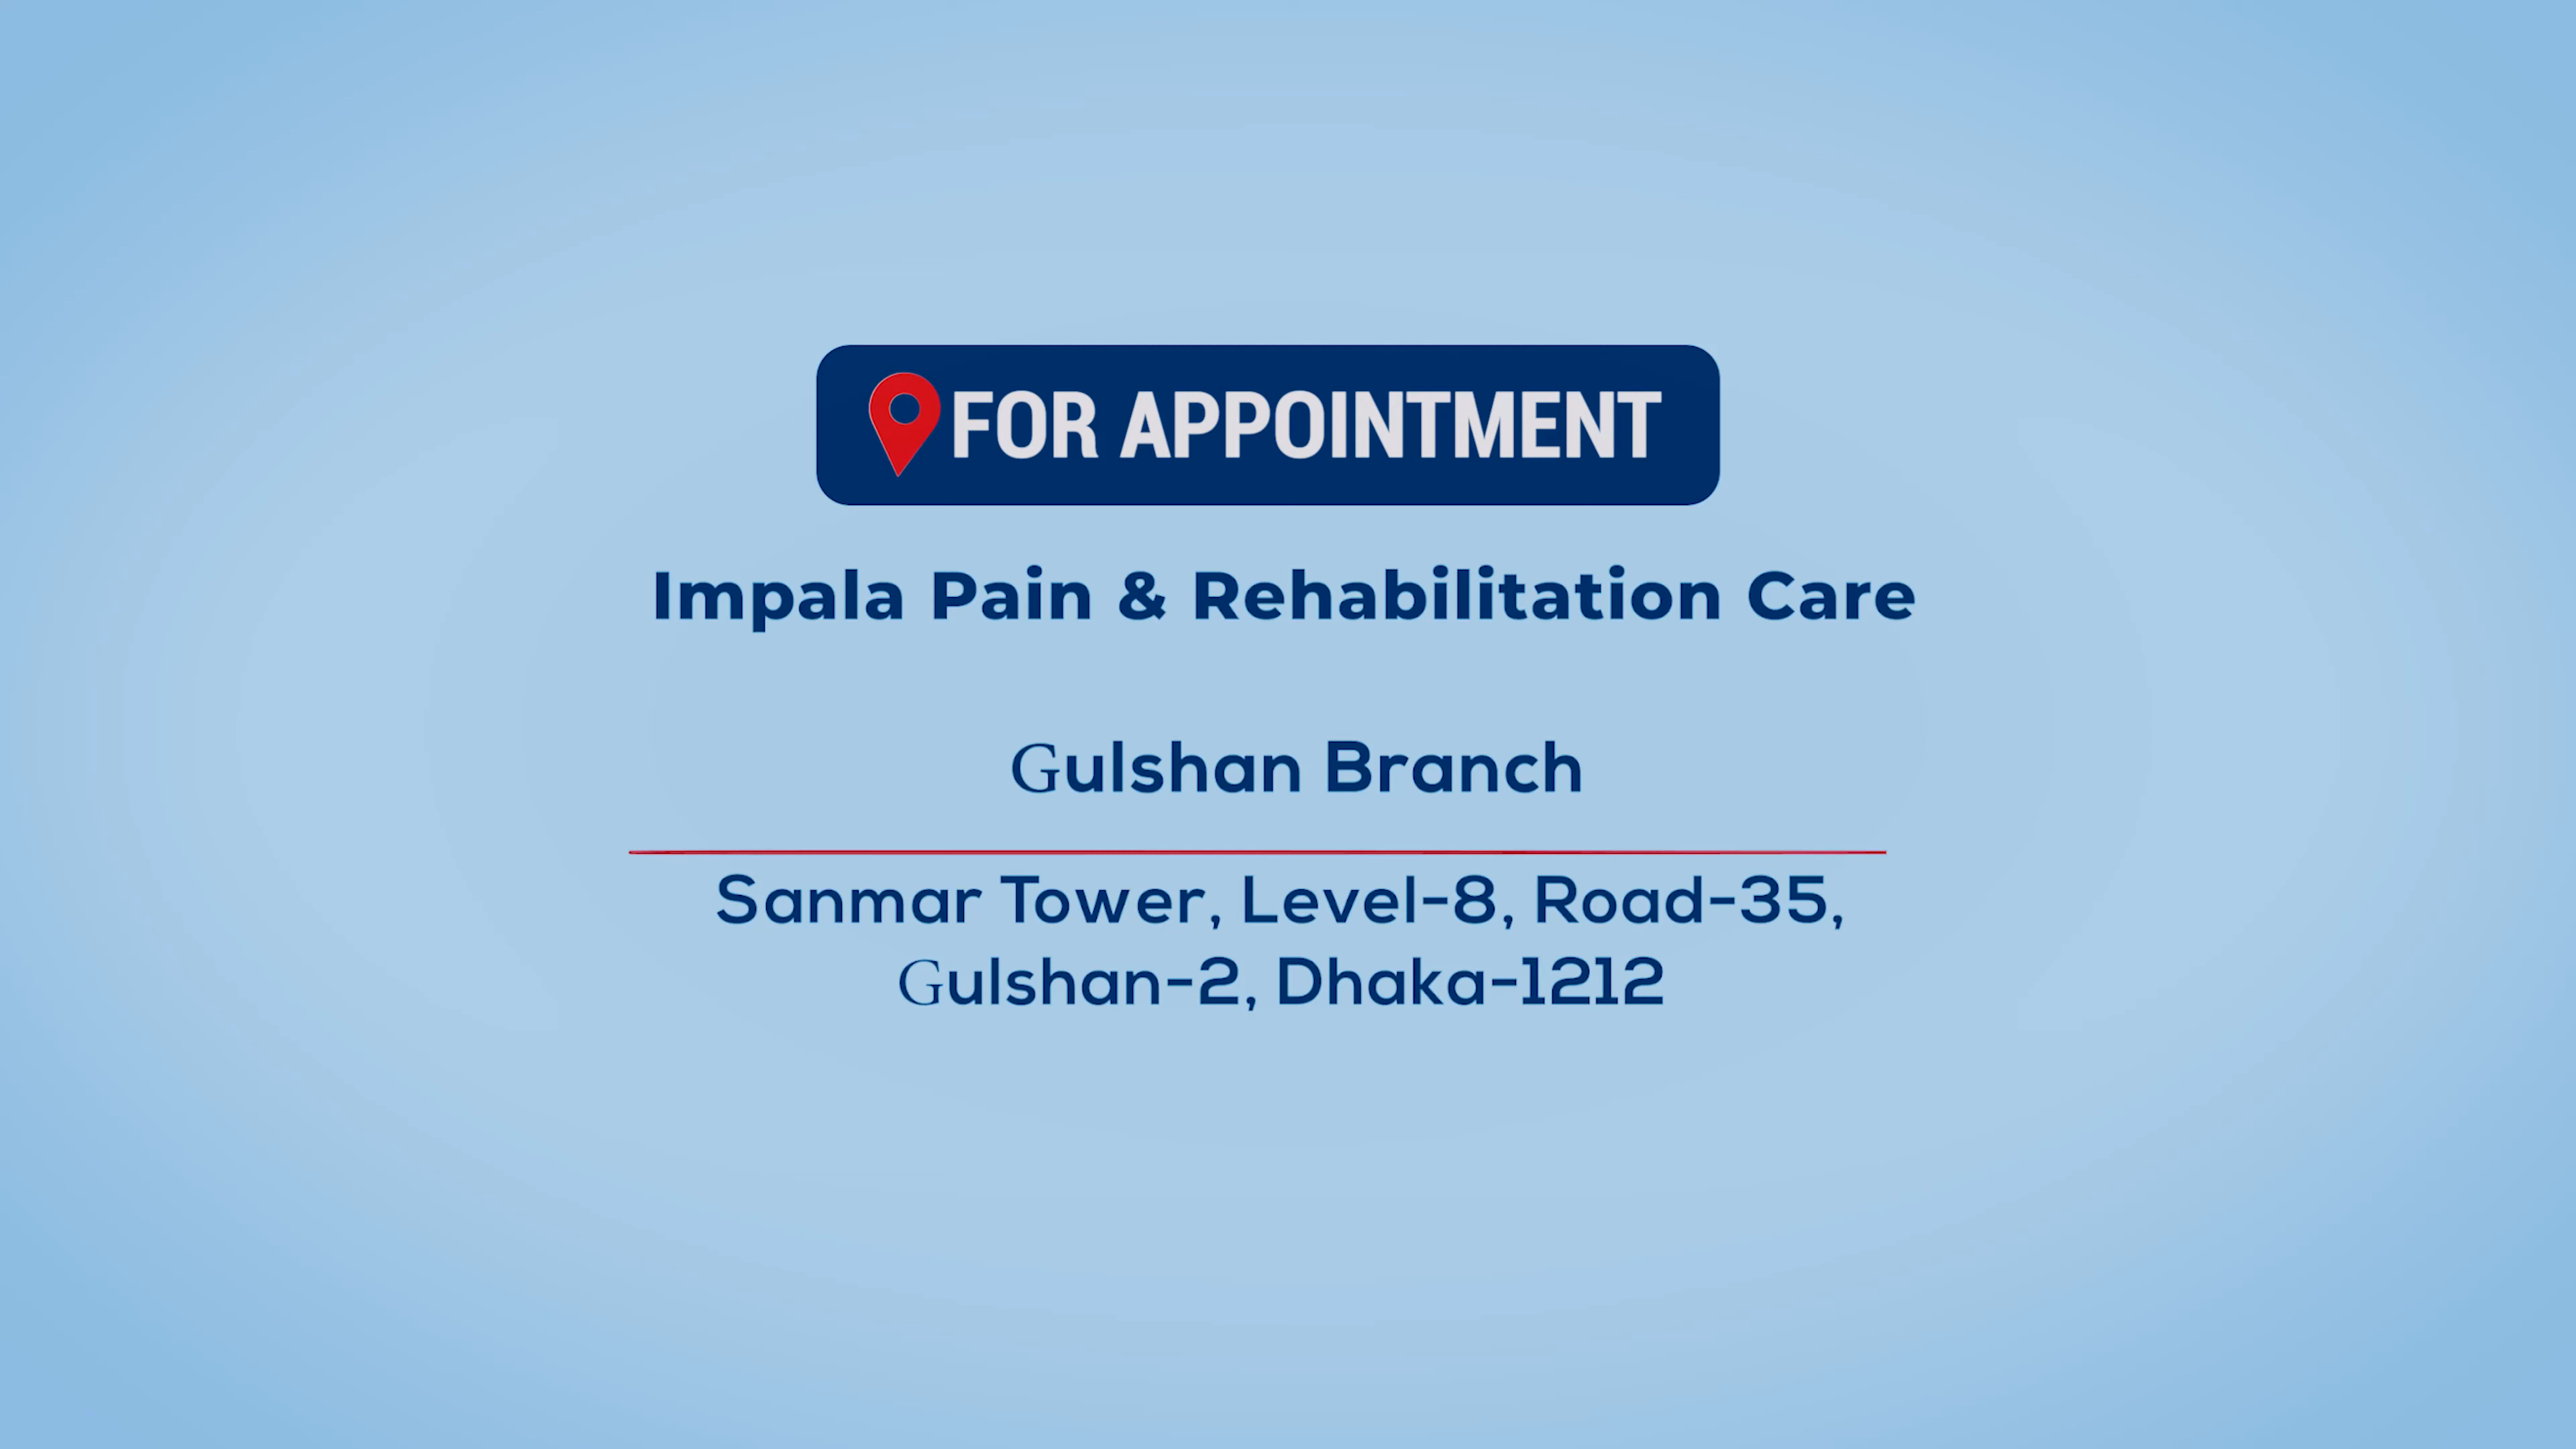 FOR APPOINTMENT
Impala Pain & Rehabilitation Care
Gulshan Branch
Sanmar Tower, Level-8, Road-35,
Gulshan-2, Dhaka-1212